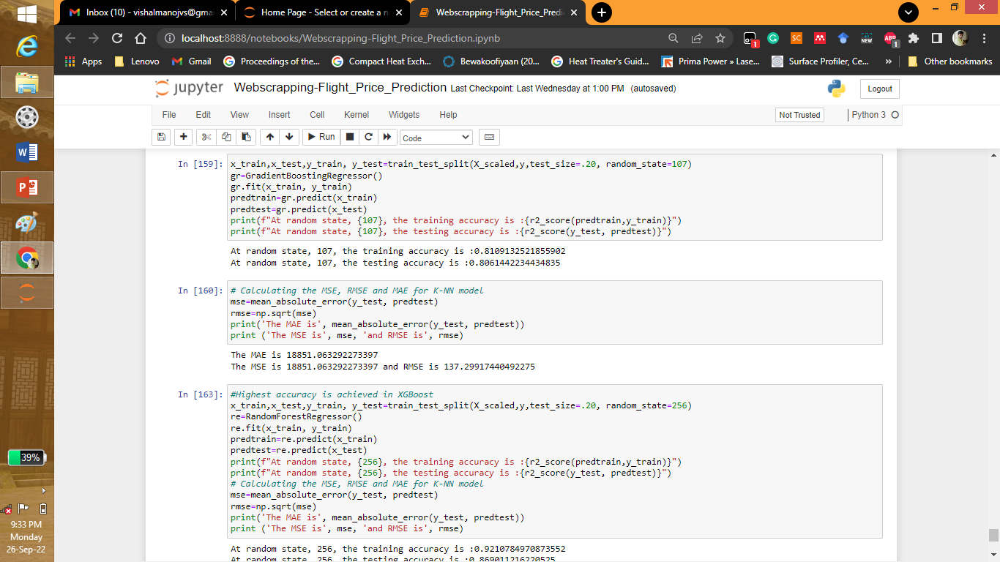 Inbox (10) - vishalmanojvs@gma
Home Page - Select or create a n
Webscrapping-Flight_Price_Predi
localhost:8888/notebooks/Webscrapping-Flight_Price_Prediction.ipynb
Apps Lenovo Gmail Proceedings of the... Compact Heat Exch... Bewakoofiyaan (20... Heat Treater's Guid... Prima Power » Lase... Surface Profiler, Ce... » Other bookmarks
jupyter Webscrapping-Flight_Price_Prediction Last Checkpoint: Last Wednesday at 1:00 PM (autosaved) Logout
File Edit View Insert Cell Kernel Widgets Help Not Trusted Python 3
Run Code
In [159]: x_train,x_test,y_train, y_test=train_test_split(X_scaled,y,test_size=.20, random_state=107)
gr=GradientBoostingRegressor()
gr.fit(x_train, y_train)
predtrain=gr.predict(x_train)
predtest=gr.predict(x_test)
print(f"At random state, {107}, the training accuracy is :{r2_score(predtrain,y_train)}")
print(f"At random state, {107}, the testing accuracy is :{r2_score(y_test, predtest)}")
At random state, 107, the training accuracy is :0.8109132521855902
At random state, 107, the testing accuracy is :0.8061442234434835
In [160]: # Calculating the MSE, RMSE and MAE for K-NN model
mse=mean_absolute_error(y_test, predtest)
rmse=np.sqrt(mse)
print('The MAE is', mean_absolute_error(y_test, predtest))
print ('The MSE is', mse, 'and RMSE is', rmse)
The MAE is 18851.063292273397
The MSE is 18851.063292273397 and RMSE is 137.29917440492275
In [163]: #Highest accuracy is achieved in XGBoost
x_train,x_test,y_train, y_test=train_test_split(X_scaled,y,test_size=.20, random_state=256)
re=RandomForestRegressor()
re.fit(x_train, y_train)
predtrain=re.predict(x_train)
predtest=re.predict(x_test)
print(f"At random state, {256}, the training accuracy is :{r2_score(predtrain,y_train)}")
print(f"At random state, {256}, the testing accuracy is :{r2_score(y_test, predtest)}")
# Calculating the MSE, RMSE and MAE for K-NN model
mse=mean_absolute_error(y_test, predtest)
rmse=np.sqrt(mse)
print('The MAE is', mean_absolute_error(y_test, predtest))
print ('The MSE is', mse, 'and RMSE is', rmse)
At random state, 256, the training accuracy is :0.9210784970873552
At random state, 256, the testing accuracy is :0.869011216220525
39%
9:33 PM
Monday
26-Sep-22